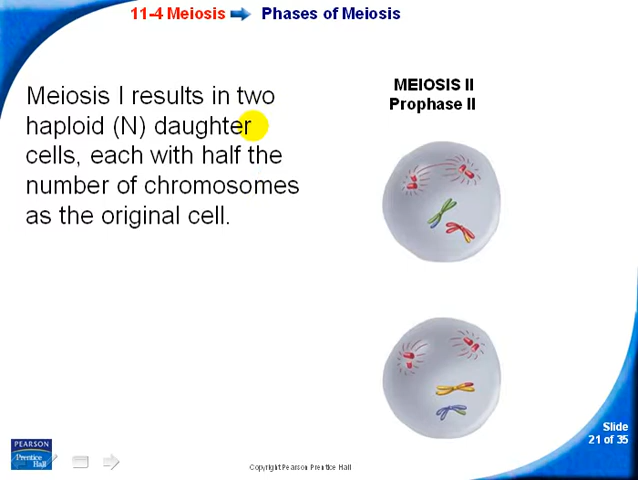 11-4 Meiosis Phases of Meiosis
Meiosis I results in two
haploid (N) daughter
cells, each with half the
number of chromosomes
as the original cell.
MEIOSIS II
Prophase II
Slide
21 of 35
PEARSON
Prentice
Hall
Copyright Pearson Prentice Hall